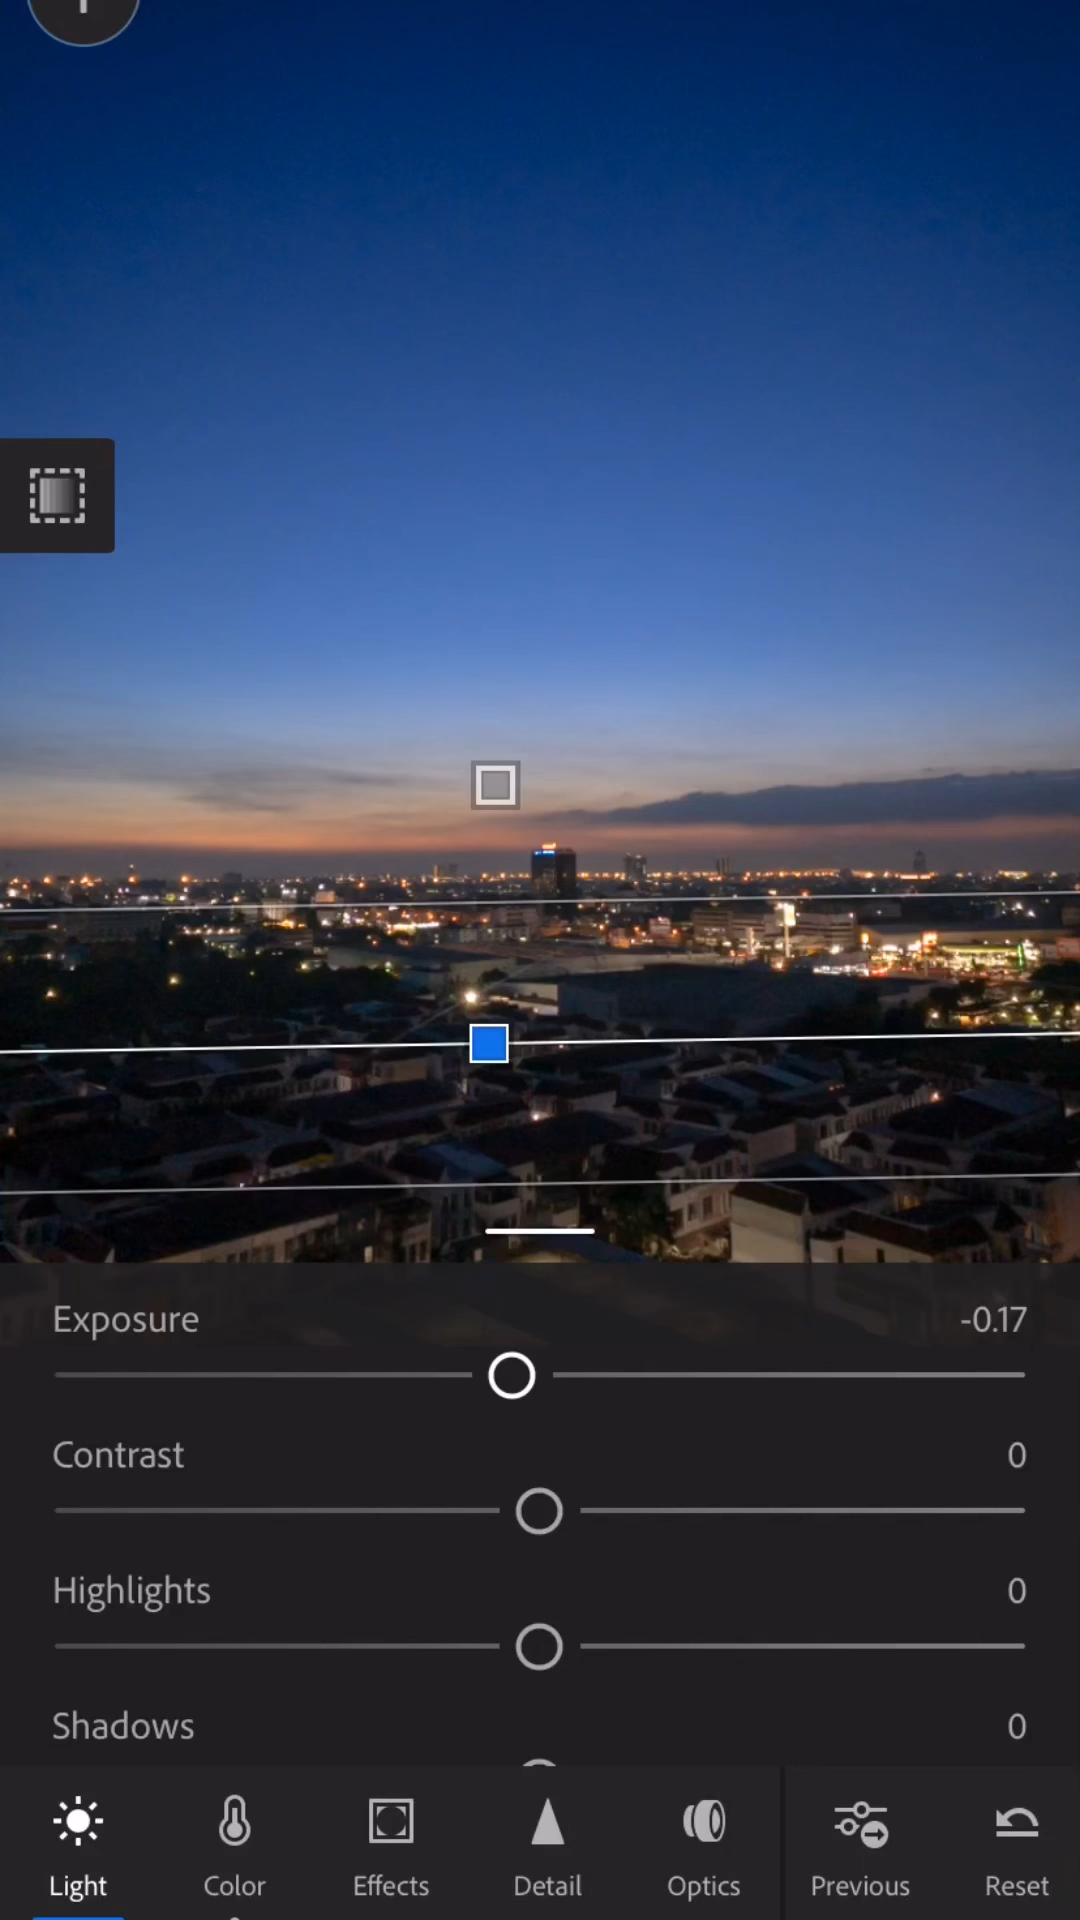 Exposure -0.17
Contrast 0
Highlights 0
Shadows 0
Light Color Effects Detail Optics Previous Reset